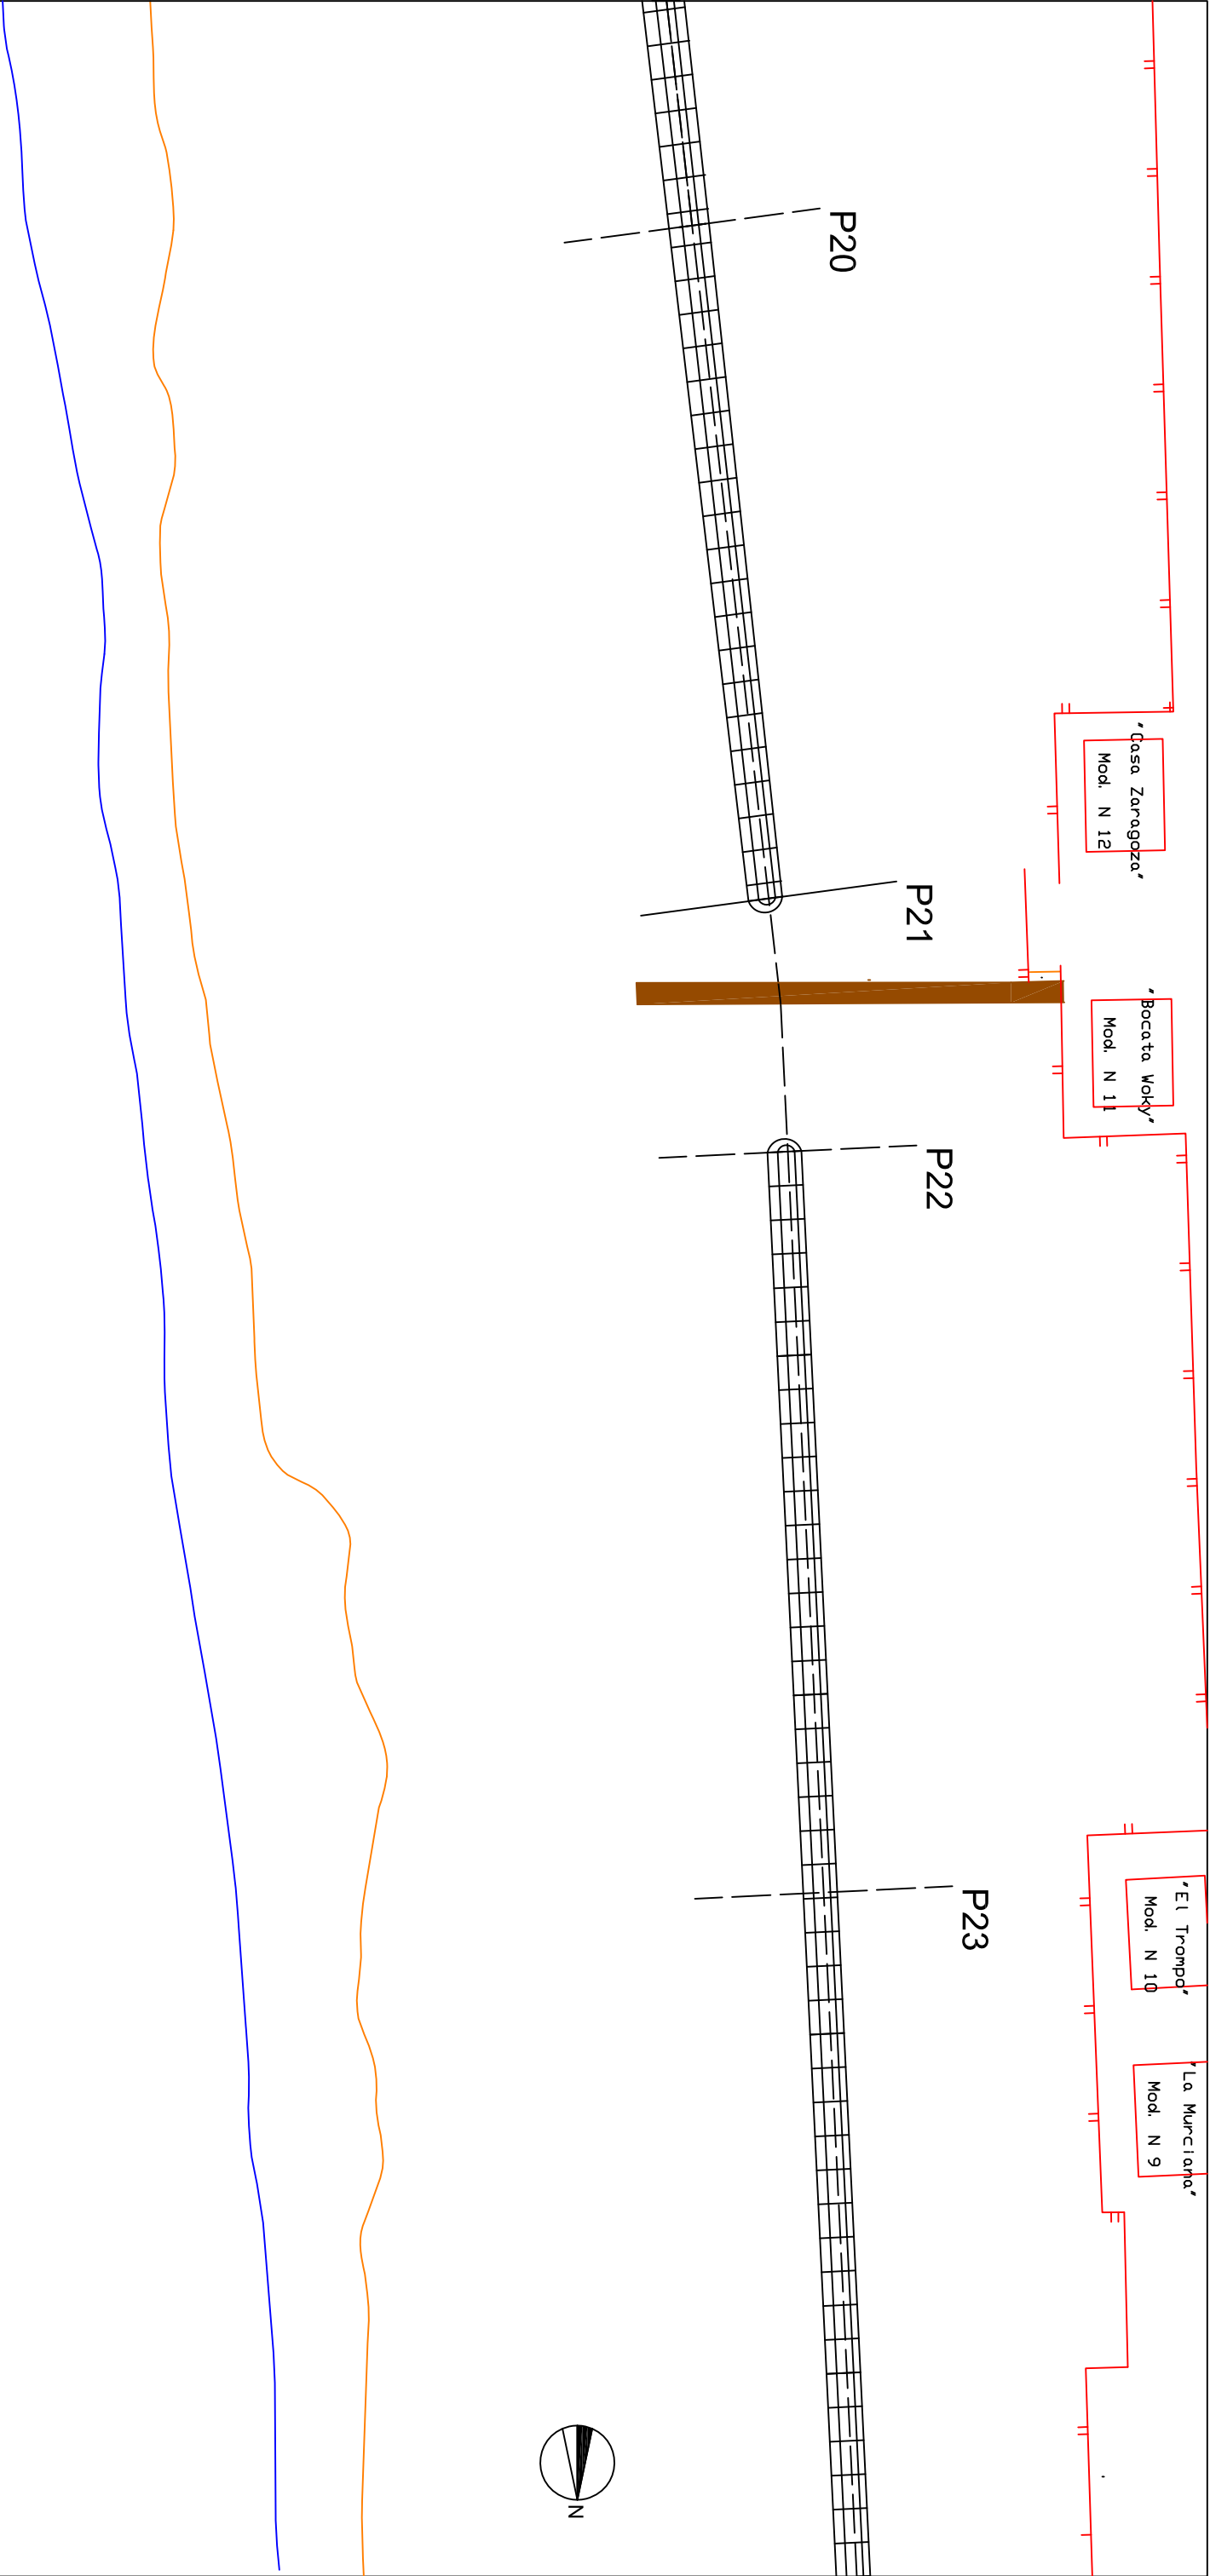 P20
"Casa Zaragoza"
Mod. N 12
P21
"Bocata Woky"
Mod. N 11
P22
"El Trompo"
Mod. N 10
P23
"La Murciana"
Mod. N 9
N